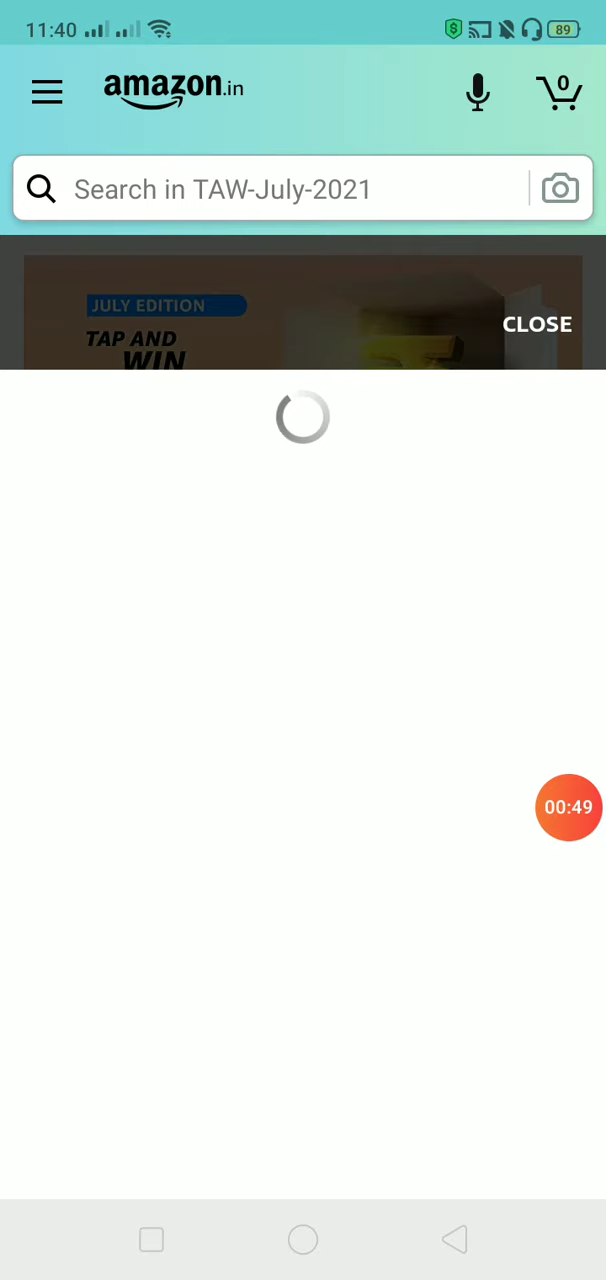 11:40
89
amazon.in
0
Search in TAW-July-2021
JULY EDITION
TAP AND
WIN
CLOSE
00:49